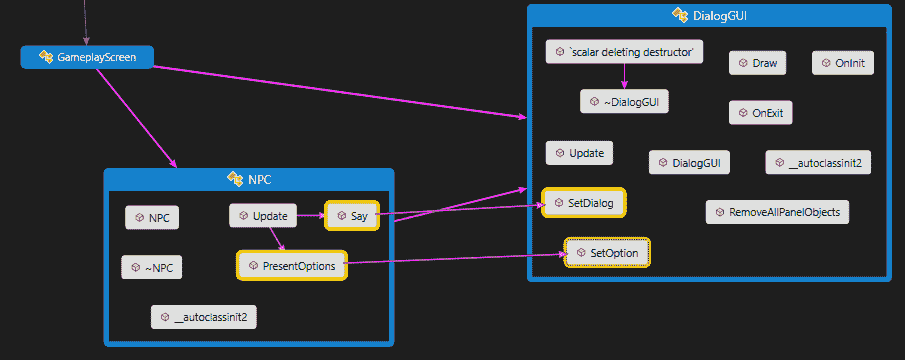 DialogGUI
`scalar deleting destructor'
Draw
OnInit
GameplayScreen
~DialogGUI
OnExit
Update
DialogGUI
__autoclassinit2
NPC
SetDialog
RemoveAllPanelObjects
NPC
Update
Say
SetOption
~NPC
PresentOptions
__autoclassinit2